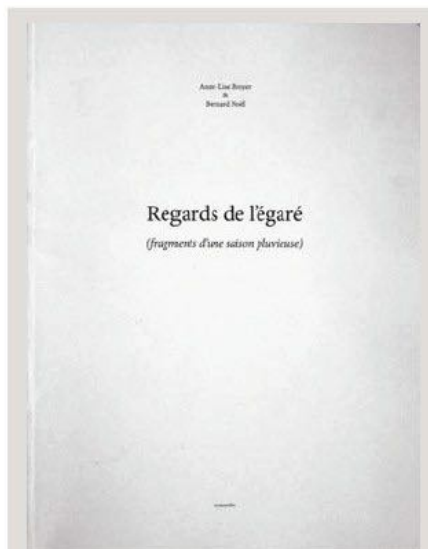 Anne-Lise Broyer
&
Bernard Noël
Regards de l'égaré
(fragments d'une saison pluvieuse)